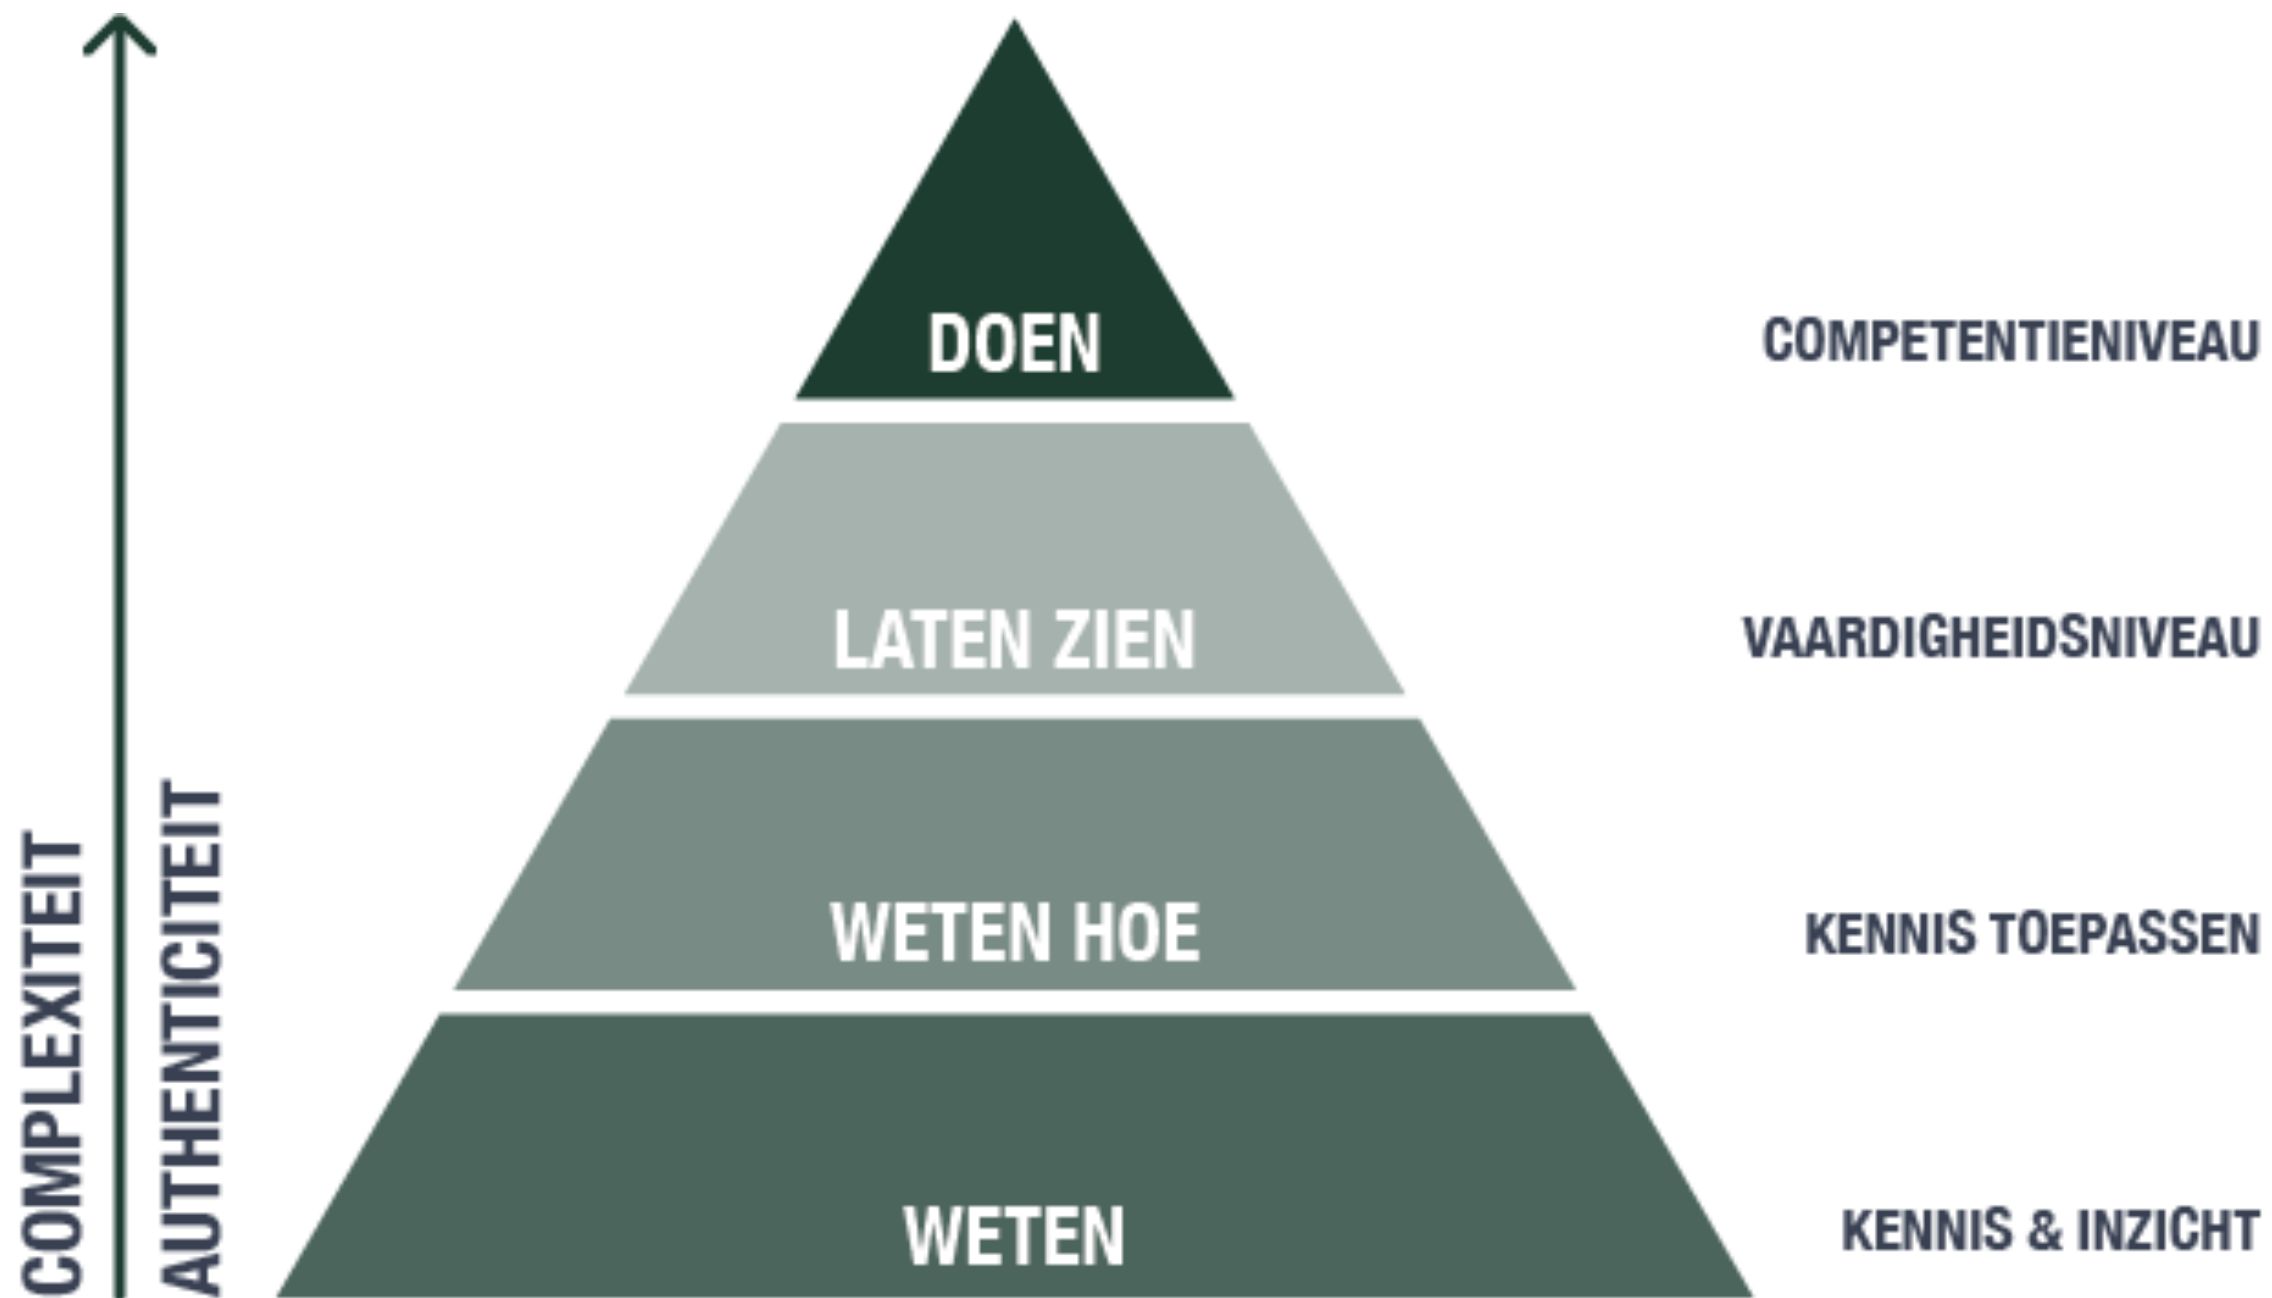 COMPLEXITEIT
AUTHENTICITEIT
DOEN
COMPETENTIENIVEAU
LATEN ZIEN
VAARDIGHEIDSNIVEAU
WETEN HOE
KENNIS TOEPASSEN
WETEN
KENNIS & INZICHT